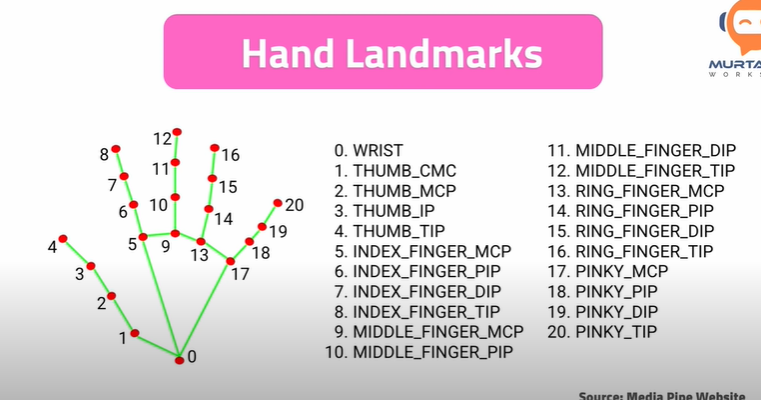 Hand Landmarks
MURTA
WORKS
0. WRIST
1. THUMB_CMC
2. THUMB_MCP
3. THUMB_IP
4. THUMB_TIP
5. INDEX_FINGER_MCP
6. INDEX_FINGER_PIP
7. INDEX_FINGER_DIP
8. INDEX_FINGER_TIP
9. MIDDLE_FINGER_MCP
10. MIDDLE_FINGER_PIP
11. MIDDLE_FINGER_DIP
12. MIDDLE_FINGER_TIP
13. RING_FINGER_MCP
14. RING_FINGER_PIP
15. RING_FINGER_DIP
16. RING_FINGER_TIP
17. PINKY_MCP
18. PINKY_PIP
19. PINKY_DIP
20. PINKY_TIP
12
8
16
11
7
15
6
10
20
14
19
4
5
9
13
18
3
17
2
1
0
Source: Media Pipe Website